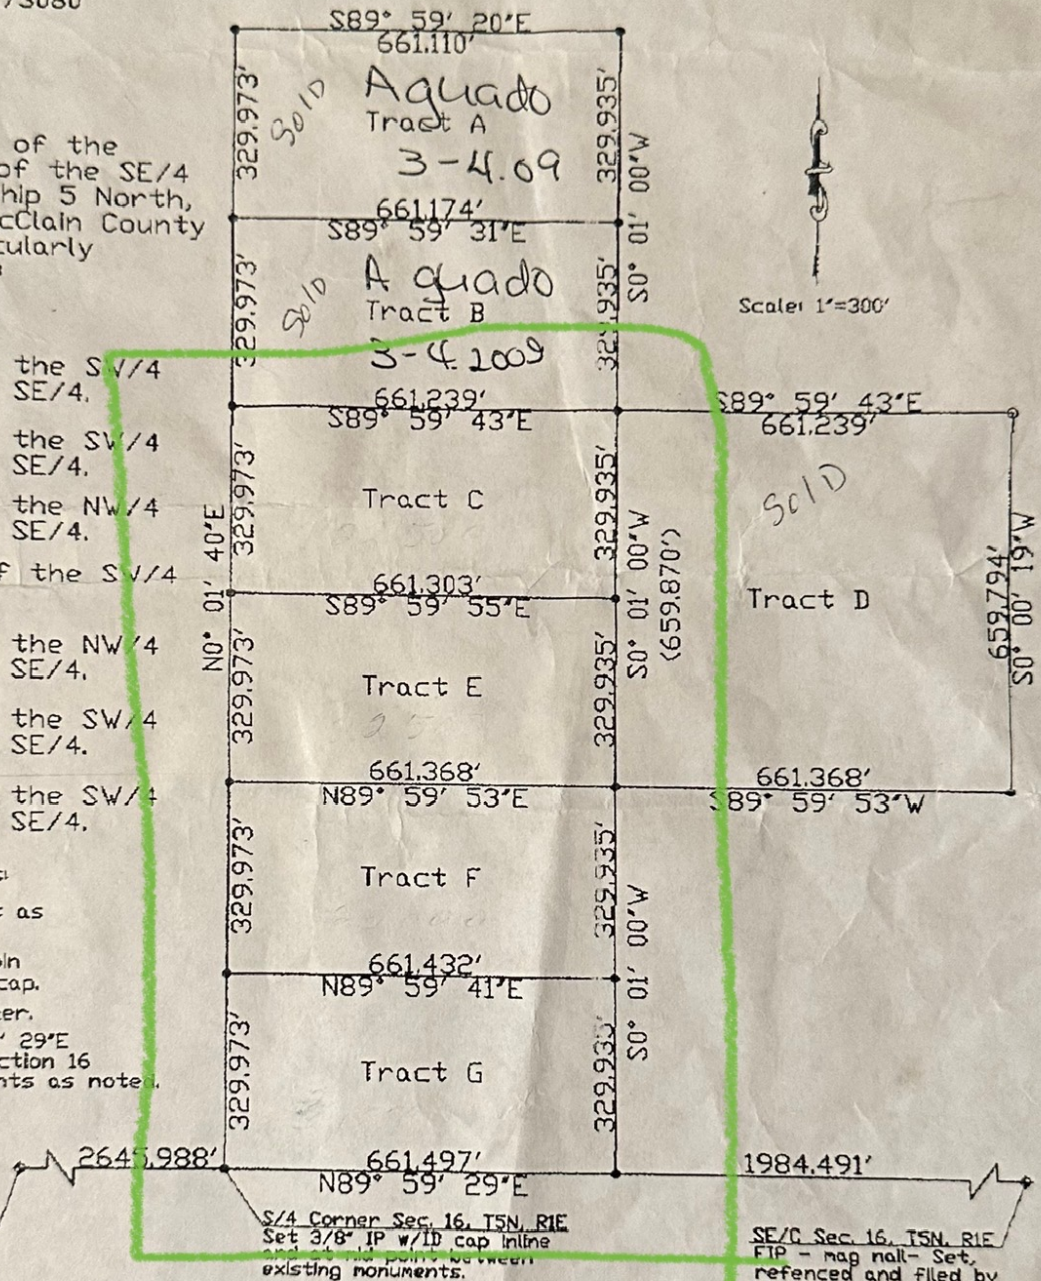 S89° 59' 20"E
661.110'
329.973'
Sold
Aguado
Tract A
3-4.09
329.935'
S0° 01' 00"W
of the
of the SE/4
hip 5 North,
cClain County
cularly
661.174'
S89° 59' 31"E
329.973'
Sold
Aguado
Tract B
3-4.2009
329.935'
Scale: 1"=300'
the SW/4
SE/4.
the SW/4
SE/4.
the NW/4
SE/4.
f the SW/4
the NW/4
SE/4.
the SW/4
SE/4.
the SW/4
SE/4.
661.239'
S89° 59' 43"E
S89° 59' 43"E
661.239'
N0° 01' 40"E
329.973'
Tract C
329.935'
S0° 01' 00"W
(659.870')
Sold
Tract D
659.794'
S0° 00' 19"W
661.303'
S89° 59' 55"E
329.973'
Tract E
25
329.935'
661.368'
N89° 59' 53"E
661.368'
S89° 59' 53"W
329.973'
Tract F
329.935'
S0° 01' 00"W
as
cap.
er.
' 29"E
ction 16
nts as noted.
661.432'
N89° 59' 41"E
329.973'
Tract G
329.935'
2645.988'
661.497'
N89° 59' 29"E
1984.491'
S/4 Corner Sec. 16, T5N, R1E
Set 3/8" IP w/ID cap inline
and at mid point between
existing monuments.
SE/C Sec. 16, T5N, R1E
FIP - mag nail- Set,
refenced and filed by